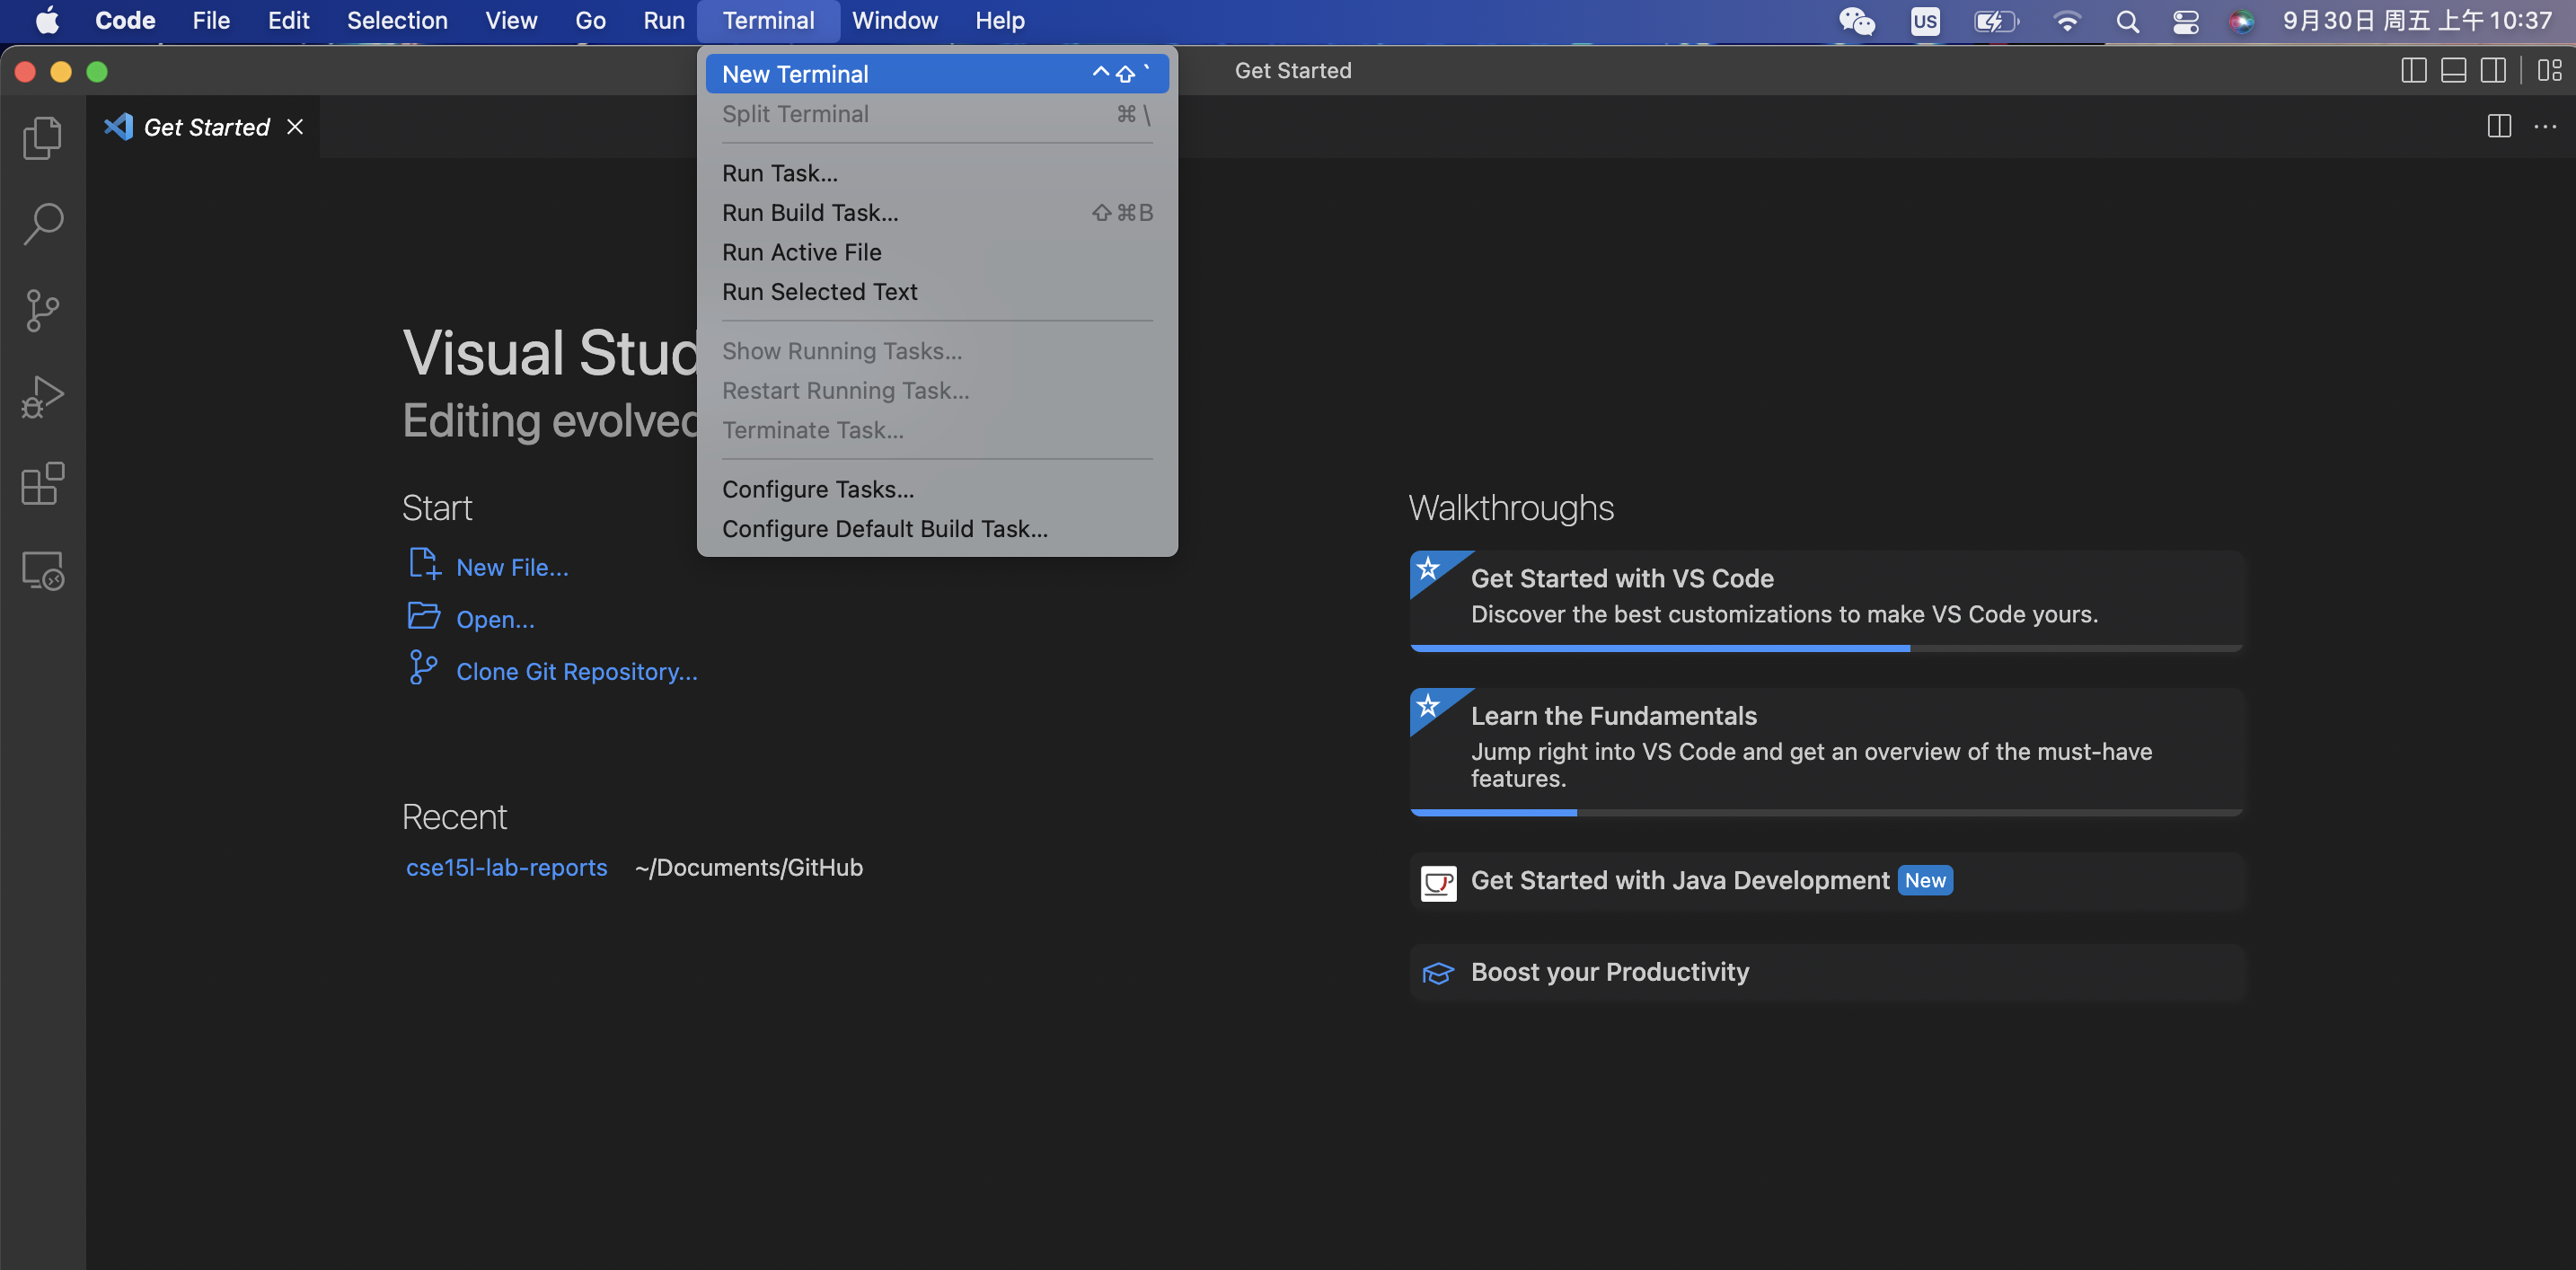 Code File Edit Selection View Go Run Terminal Window Help US 9月30日 周五 上午10:37
Get Started
Get Started
New Terminal ^⇧`
Split Terminal ⌘\
Run Task...
Run Build Task... ⇧⌘B
Run Active File
Run Selected Text
Show Running Tasks...
Restart Running Task...
Terminate Task...
Configure Tasks...
Configure Default Build Task...
Visual Stud
Editing evolved
Start
New File...
Open...
Clone Git Repository...
Recent
cse15l-lab-reports ~/Documents/GitHub
Walkthroughs
Get Started with VS Code
Discover the best customizations to make VS Code yours.
Learn the Fundamentals
Jump right into VS Code and get an overview of the must-have
features.
Get Started with Java Development New
Boost your Productivity